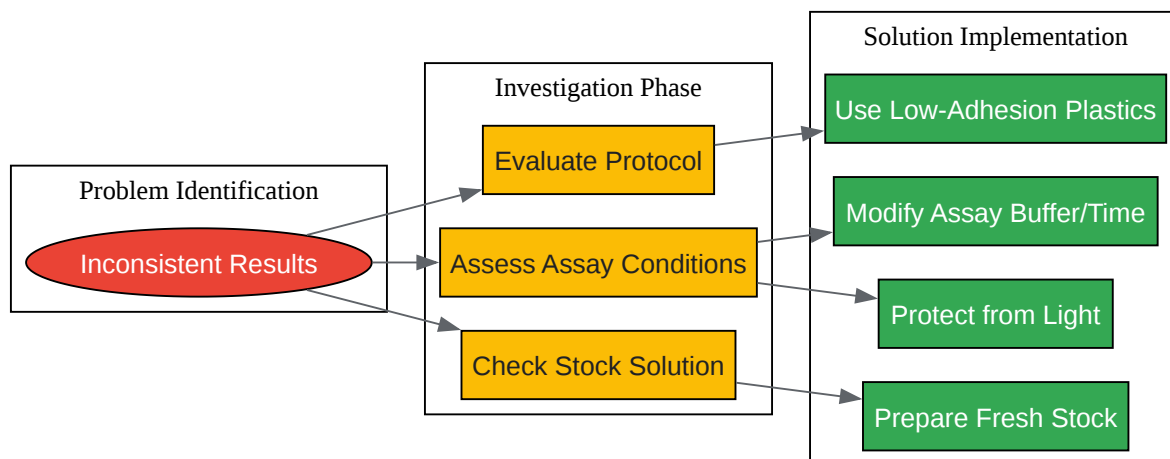 Problem Identification
Inconsistent Results
Investigation Phase
Evaluate Protocol
Assess Assay Conditions
Check Stock Solution
Solution Implementation
Use Low-Adhesion Plastics
Modify Assay Buffer/Time
Protect from Light
Prepare Fresh Stock